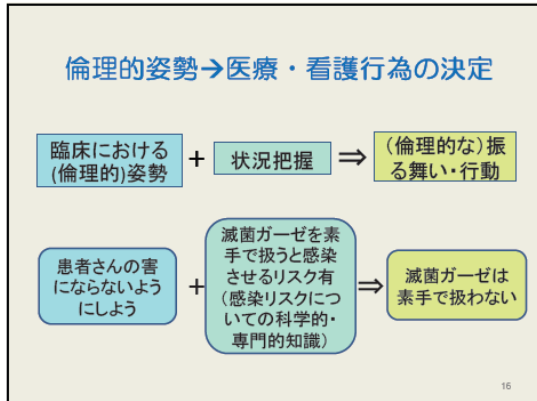 倫理的姿勢→医療・看護行為の決定
臨床における
(倫理的)姿勢
+
状況把握
⇒
(倫理的な)振
る舞い・行動
患者さんの害
にならないよう
にしよう
+
滅菌ガーゼを素
手で扱うと感染
させるリスク有
(感染リスクにつ
いての科学的・
専門的知識)
⇒
滅菌ガーゼは
素手で扱わない
16